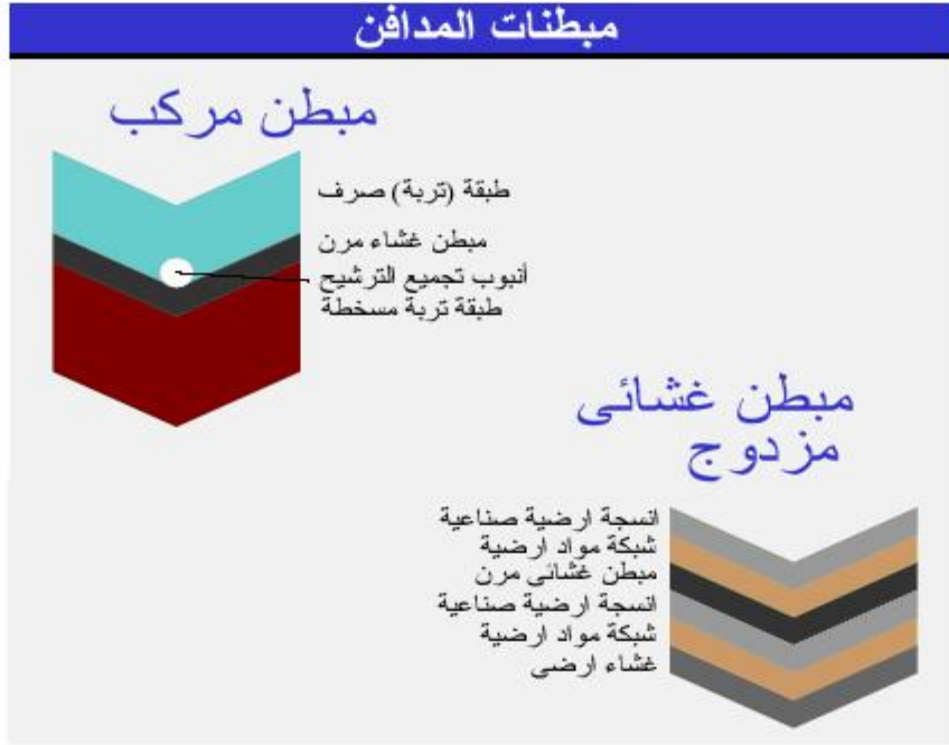 مبطنات المدافن
مبطن مركب
طبقة (تربة) صرف
مبطن غشاء مرن
أنبوب تجميع الترشيح
طبقة تربة مسخطة
مبطن غشائى
مزدوج
انسجة ارضية صناعية
شبكة مواد ارضية
مبطن غشائى مرن
انسجة ارضية صناعية
شبكة مواد ارضية
غشاء ارضى